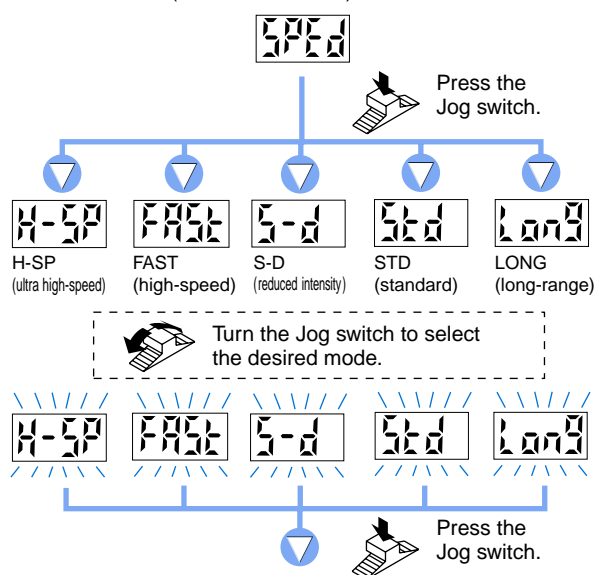 SPEd
Press the
Jog switch.
H-SP FASt S-d Std Long
H-SP FAST S-D STD LONG
(ultra high-speed) (high-speed) (reduced intensity) (standard) (long-range)
Turn the Jog switch to select
the desired mode.
H-SP FASt S-d Std Long
Press the
Jog switch.